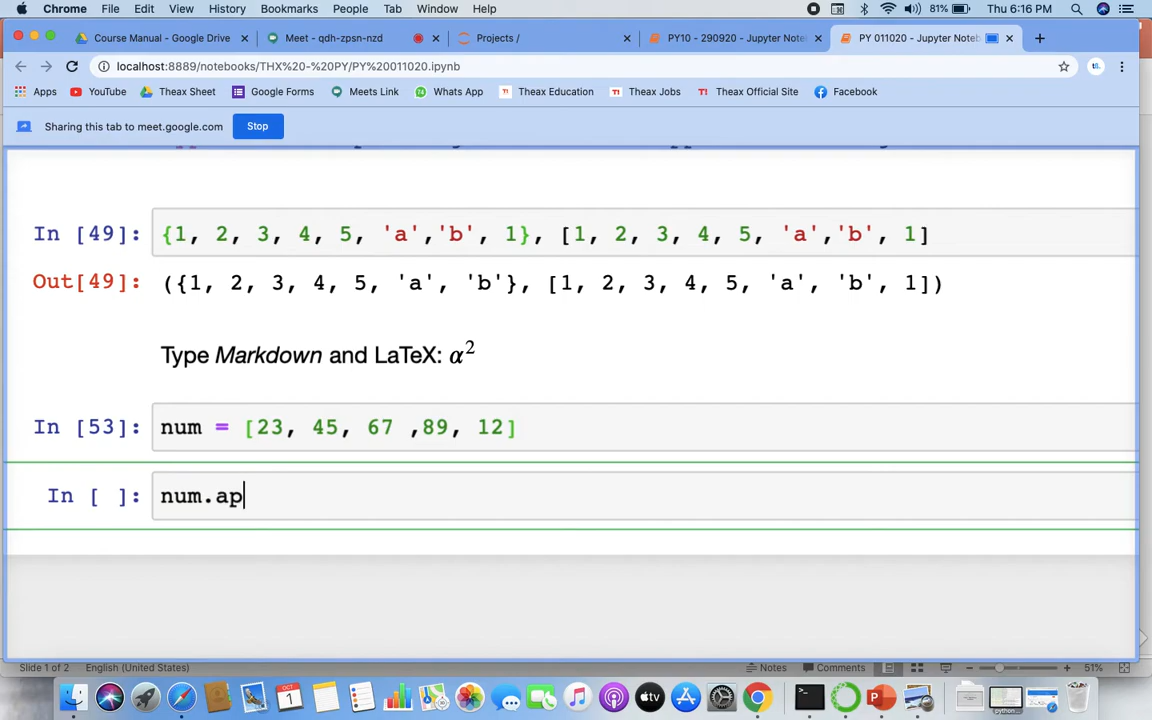 Chrome File Edit View History Bookmarks People Tab Window Help 81% Thu 6:16 PM
Course Manual - Google Drive Meet - qdh-zpsn-nzd Projects / PY10 - 290920 - Jupyter Note PY 011020 - Jupyter Notebook
localhost:8889/notebooks/THX%20-%20PY/PY%20011020.ipynb
Apps YouTube Theax Sheet Google Forms Meets Link Whats App Theax Education Theax Jobs Theax Official Site Facebook
Sharing this tab to meet.google.com Stop
In [49]: {1, 2, 3, 4, 5, 'a','b', 1}, [1, 2, 3, 4, 5, 'a','b', 1]
Out[49]: ({1, 2, 3, 4, 5, 'a', 'b'}, [1, 2, 3, 4, 5, 'a', 'b', 1])
Type Markdown and LaTeX: α²
In [53]: num = [23, 45, 67 ,89, 12]
In [ ]: num.ap
Slide 1 of 2 English (United States) Notes Comments 51%